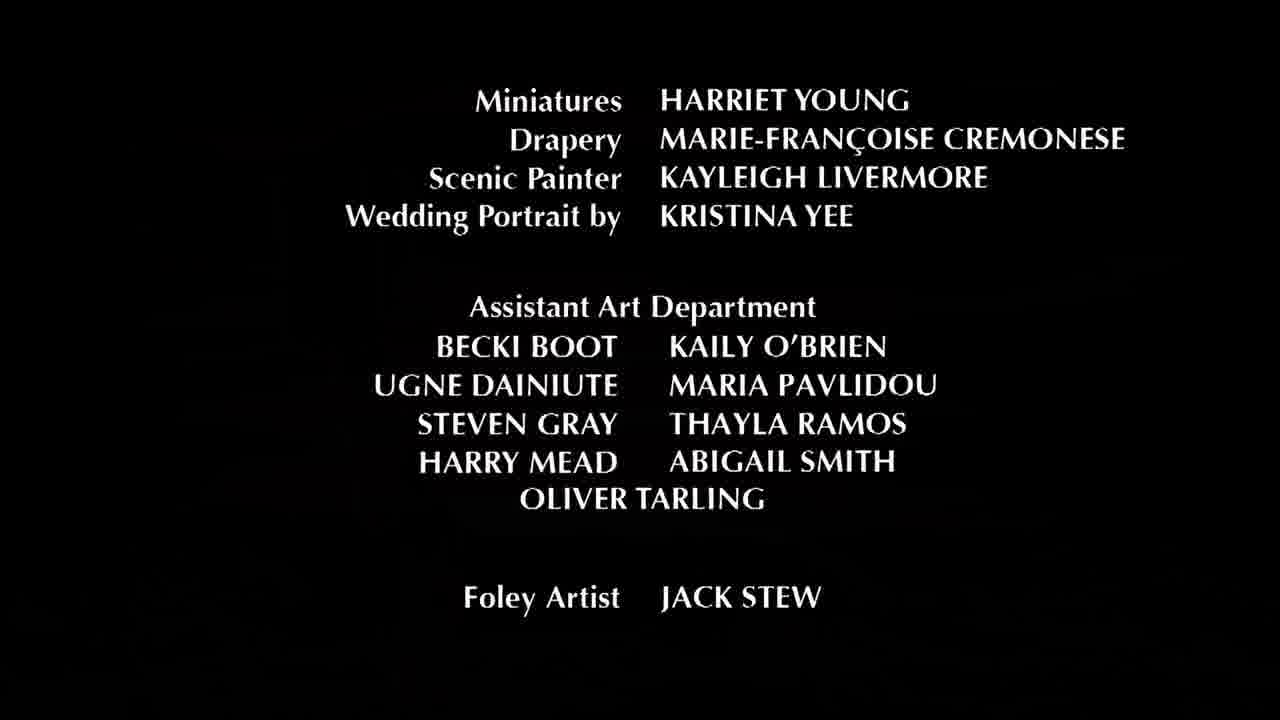 Miniatures HARRIET YOUNG
Drapery MARIE-FRANÇOISE CREMONESE
Scenic Painter KAYLEIGH LIVERMORE
Wedding Portrait by KRISTINA YEE
Assistant Art Department
BECKI BOOT KAILY O’BRIEN
UGNE DAINIUTE MARIA PAVLIDOU
STEVEN GRAY THAYLA RAMOS
HARRY MEAD ABIGAIL SMITH
OLIVER TARLING
Foley Artist JACK STEW